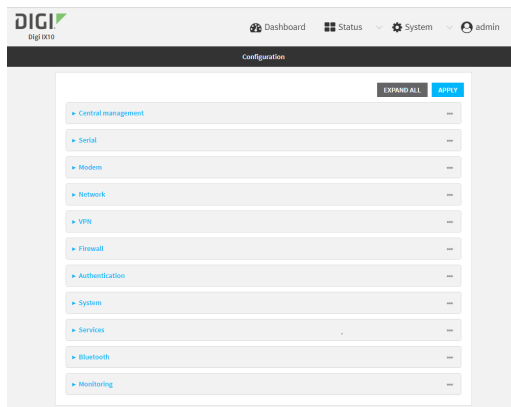 DIGI
Digi IX10
Dashboard Status System admin
Configuration
EXPAND ALL APPLY
Central management
Serial
Modem
Network
VPN
Firewall
Authentication
System
Services
Bluetooth
Monitoring